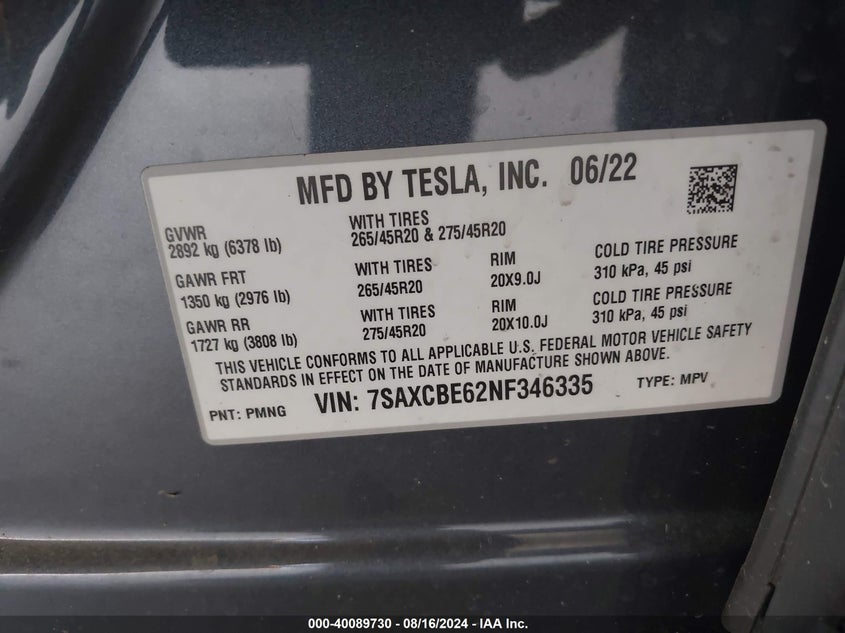 MFD BY TESLA, INC. 06/22
GVWR
2892 kg (6378 lb)
WITH TIRES
265/45R20 & 275/45R20
GAWR FRT
1350 kg (2976 lb)
WITH TIRES
265/45R20
RIM
20X9.0J
COLD TIRE PRESSURE
310 kPa, 45 psi
GAWR RR
1727 kg (3808 lb)
WITH TIRES
275/45R20
RIM
20X10.0J
COLD TIRE PRESSURE
310 kPa, 45 psi
THIS VEHICLE CONFORMS TO ALL APPLICABLE U.S. FEDERAL MOTOR VEHICLE SAFETY
STANDARDS IN EFFECT ON THE DATE OF MANUFACTURE SHOWN ABOVE.
PNT: PMNG VIN: 7SAXCBE62NF346335 TYPE: MPV
000-40089730 - 08/16/2024 - IAA Inc.